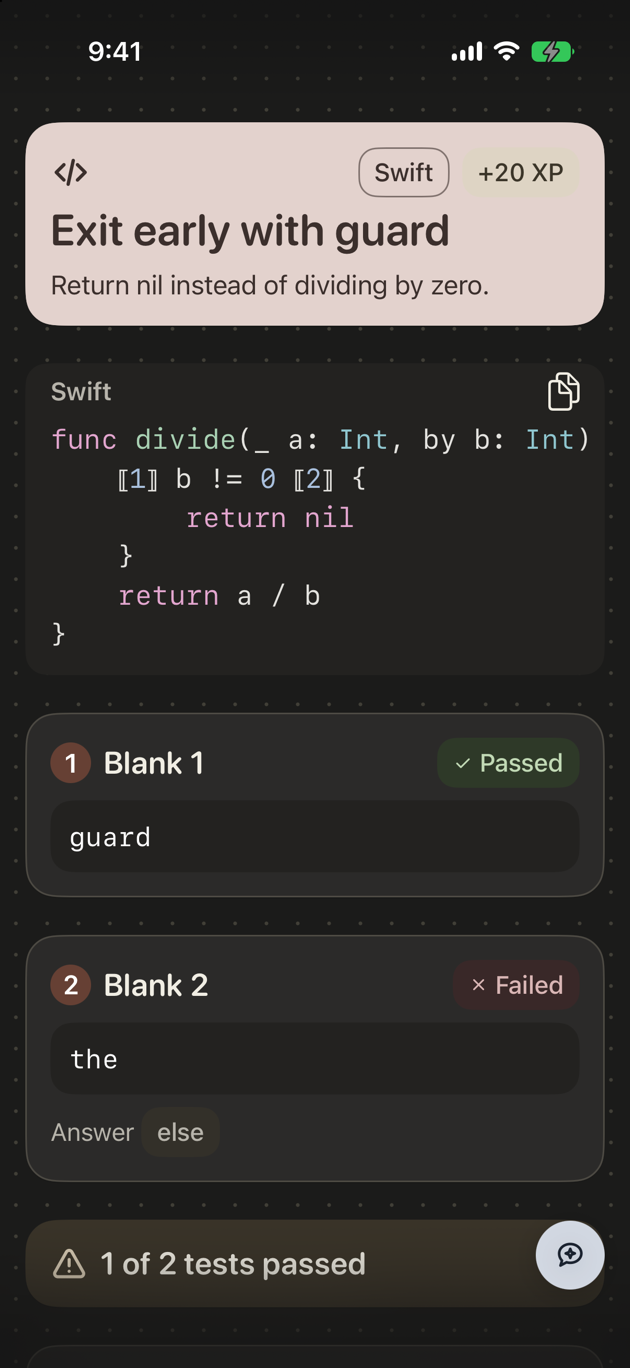 9:41
Swift
+20 XP
Exit early with guard
Return nil instead of dividing by zero.
Swift
func divide(_ a: Int, by b: Int)
    ⟦1⟧ b != 0 ⟦2⟧ {
        return nil
    }
    return a / b
}
1 Blank 1
Passed
guard
2 Blank 2
Failed
the
Answer else
1 of 2 tests passed